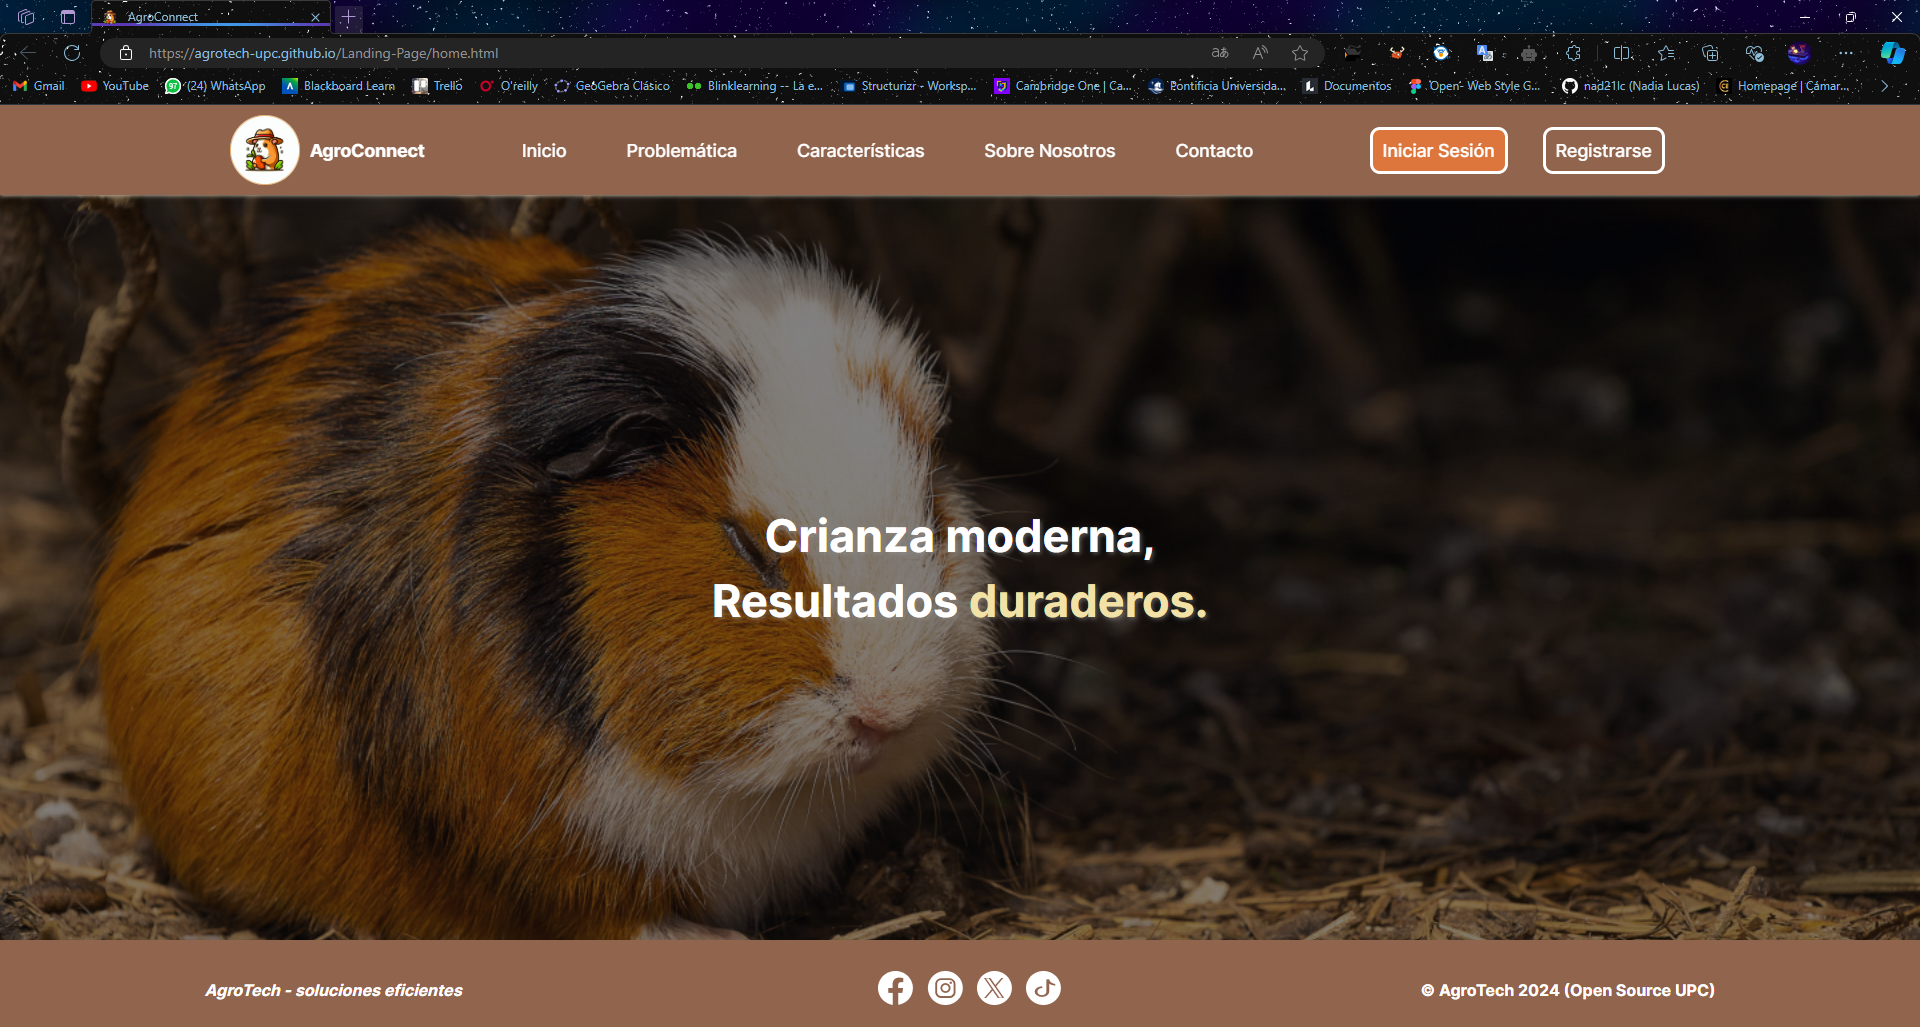 AgroConnect
https://agrotech-upc.github.io/Landing-Page/home.html
Gmail
YouTube
(24) WhatsApp
Blackboard Learn
Trello
O'reilly
GeoGebra Clásico
Blinklearning -- La e...
Structurizr - Worksp...
Cambridge One | Ca...
Pontificia Universida...
Documentos
Open- Web Style G...
nad21lc (Nadia Lucas)
Homepage | Cámar...
AgroConnect
Inicio
Problemática
Características
Sobre Nosotros
Contacto
Iniciar Sesión
Registrarse
Crianza moderna,
Resultados duraderos.
AgroTech - soluciones eficientes
© AgroTech 2024 (Open Source UPC)